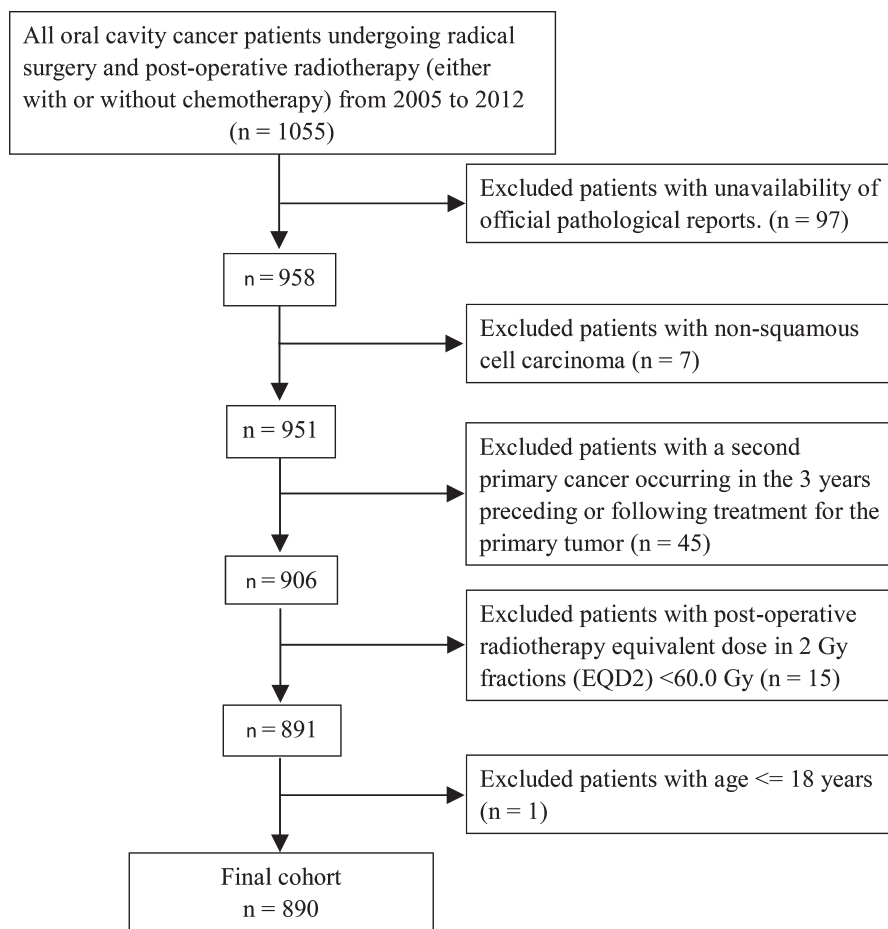 All oral cavity cancer patients undergoing radical
surgery and post-operative radiotherapy (either
with or without chemotherapy) from 2005 to 2012
(n = 1055)
Excluded patients with unavailability of
official pathological reports. (n = 97)
n = 958
Excluded patients with non-squamous
cell carcinoma (n = 7)
n = 951
Excluded patients with a second
primary cancer occurring in the 3 years
preceding or following treatment for the
primary tumor (n = 45)
n = 906
Excluded patients with post-operative
radiotherapy equivalent dose in 2 Gy
fractions (EQD2) <60.0 Gy (n = 15)
n = 891
Excluded patients with age <= 18 years
(n = 1)
Final cohort
n = 890